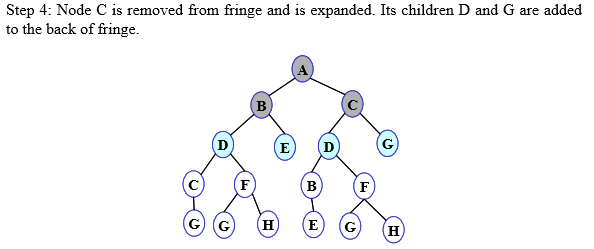 Step 4: Node C is removed from fringe and is expanded. Its children D and G are added
to the back of fringe.
A
B C
D E D G
C F B F
G G H E G H